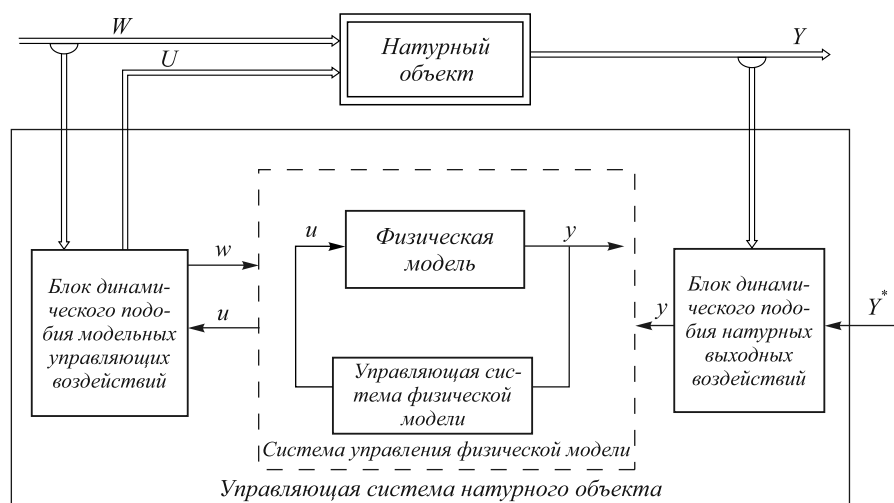 W
Натурный
объект
Y
U
u
Физическая
модель
y
w
Блок динами-
ческого подо-
бия модельных
управляющих
воздействий
u
y
Блок динами-
ческого подо-
бия натурных
выходных
воздействий
Y*
Управляющая сис-
тема физической
модели
Система управления физической модели
Управляющая система натурного объекта